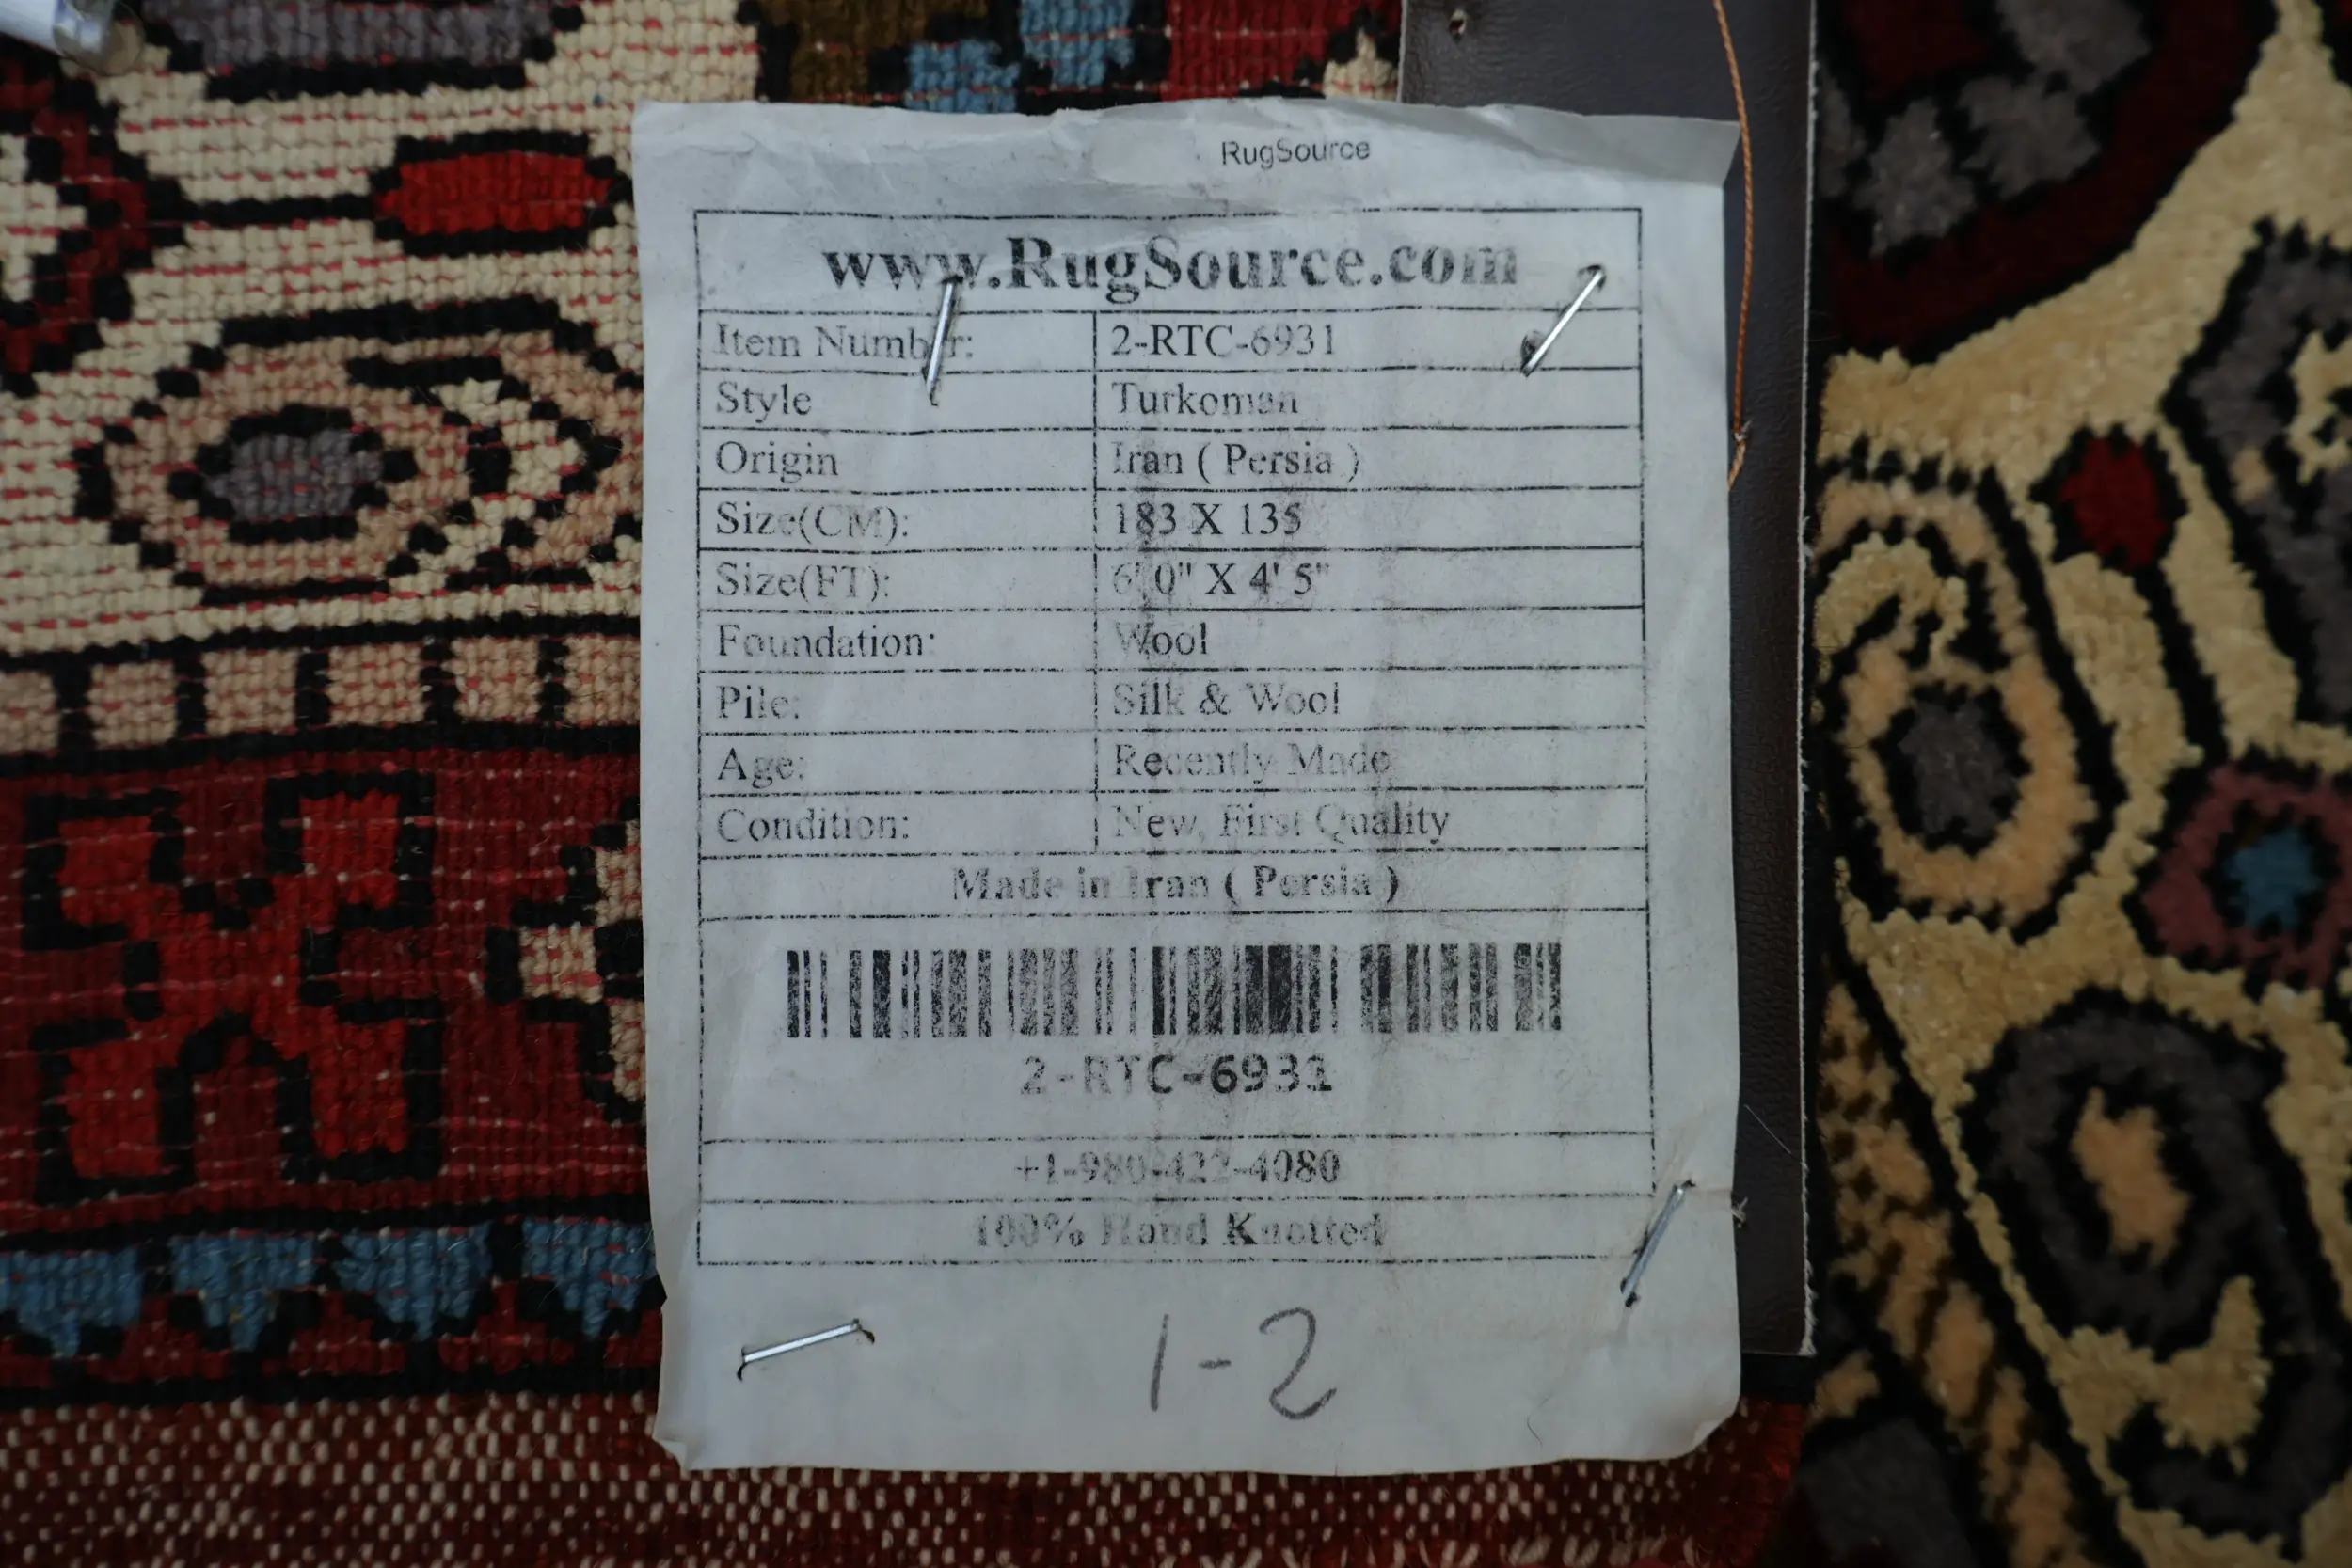 RugSource
www.RugSource.com
Item Number: 2-RTC-6931
Style Turkoman
Origin Iran ( Persia )
Size(CM): 183 X 135
Size(FT): 6' 0" X 4' 5"
Foundation: Wool
Pile: Silk & Wool
Age: Recently Made
Condition: New, First Quality
Made in Iran ( Persia )
2-RTC-6931
+1-980-422-4080
100% Hand Knotted
1-2